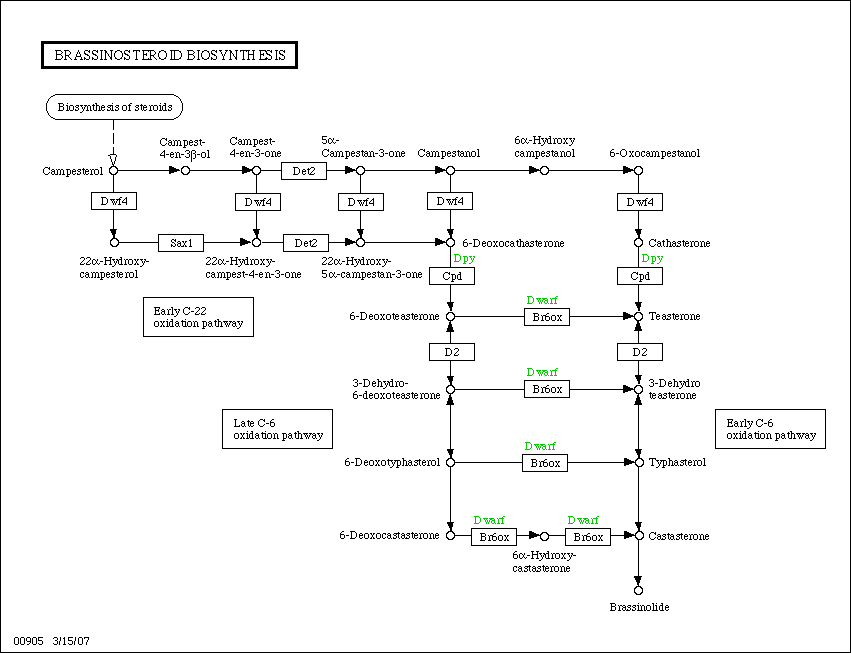 BRASSINOSTEROID BIOSYNTHESIS
Biosynthesis of steroids
Campesterol
Campest-
4-en-3β-ol
Campest-
4-en-3-one
Det2
5α-
Campestan-3-one
Campestanol
6α-Hydroxy
campestanol
6-Oxocampestanol
Dwf4
Dwf4
Dwf4
Dwf4
Dwf4
22α-Hydroxy-
campesterol
Sax1
22α-Hydroxy-
campest-4-en-3-one
Det2
22α-Hydroxy-
5α-campestan-3-one
6-Deoxocathasterone
Cathasterone
Dpy
Cpd
Dpy
Cpd
Early C-22
oxidation pathway
6-Deoxoteasterone
Dwarf
Br6ox
Teasterone
D2
D2
3-Dehydro-
6-deoxoteasterone
Dwarf
Br6ox
3-Dehydro
teasterone
Late C-6
oxidation pathway
Early C-6
oxidation pathway
6-Deoxotyphasterol
Dwarf
Br6ox
Typhasterol
6-Deoxocastasterone
Dwarf
Br6ox
Dwarf
Br6ox
Castasterone
6α-Hydroxy-
castasterone
Brassinolide
00905 3/15/07